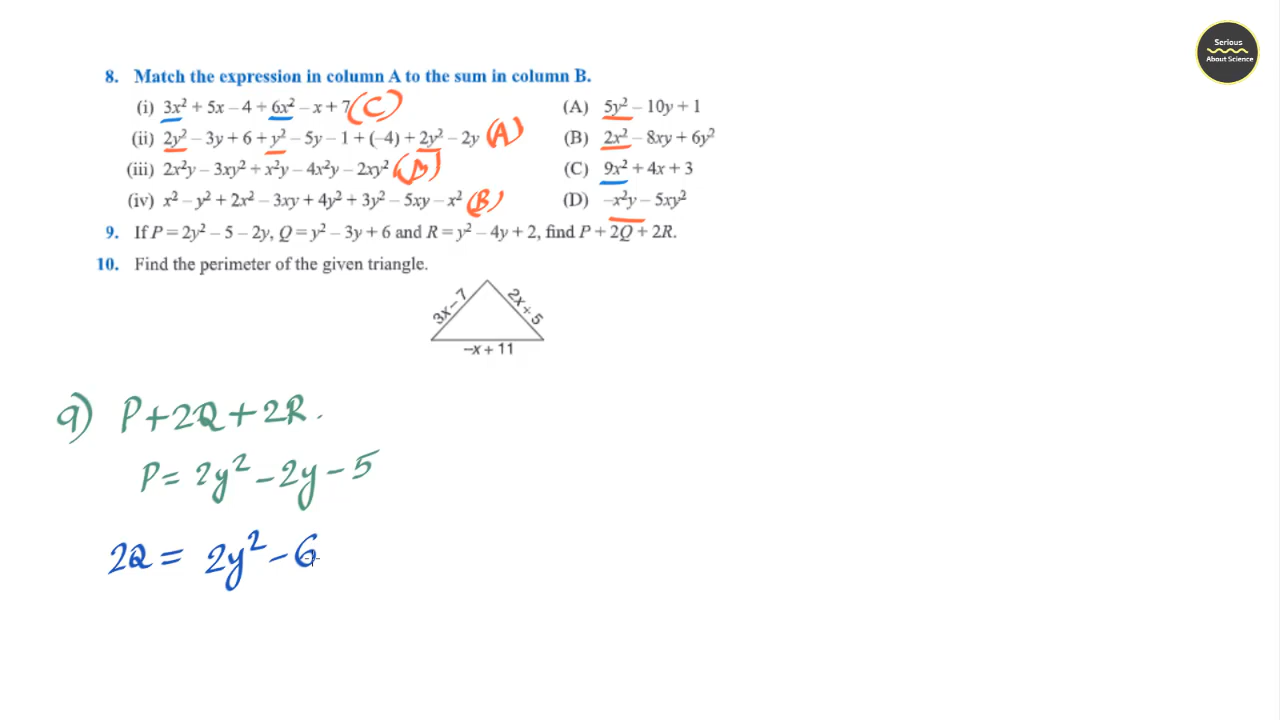 Serious
About Science
8. Match the expression in column A to the sum in column B.
(i) 3x² + 5x – 4 + 6x² – x + 7 (C) (A) 5y² – 10y + 1
(ii) 2y² – 3y + 6 + y² – 5y – 1 + (–4) + 2y² – 2y (A) (B) 2x² – 8xy + 6y²
(iii) 2x²y – 3xy² + x²y – 4x²y – 2xy² (D) (C) 9x² + 4x + 3
(iv) x² – y² + 2x² – 3xy + 4y² + 3y² – 5xy – x² (B) (D) –x²y – 5xy²
9. If P = 2y² – 5 – 2y, Q = y² – 3y + 6 and R = y² – 4y + 2, find P + 2Q + 2R.
10. Find the perimeter of the given triangle.
3x – 7 2x + 5
–x + 11
9) P+2Q+2R.
P = 2y² – 2y – 5
2Q = 2y² – 6